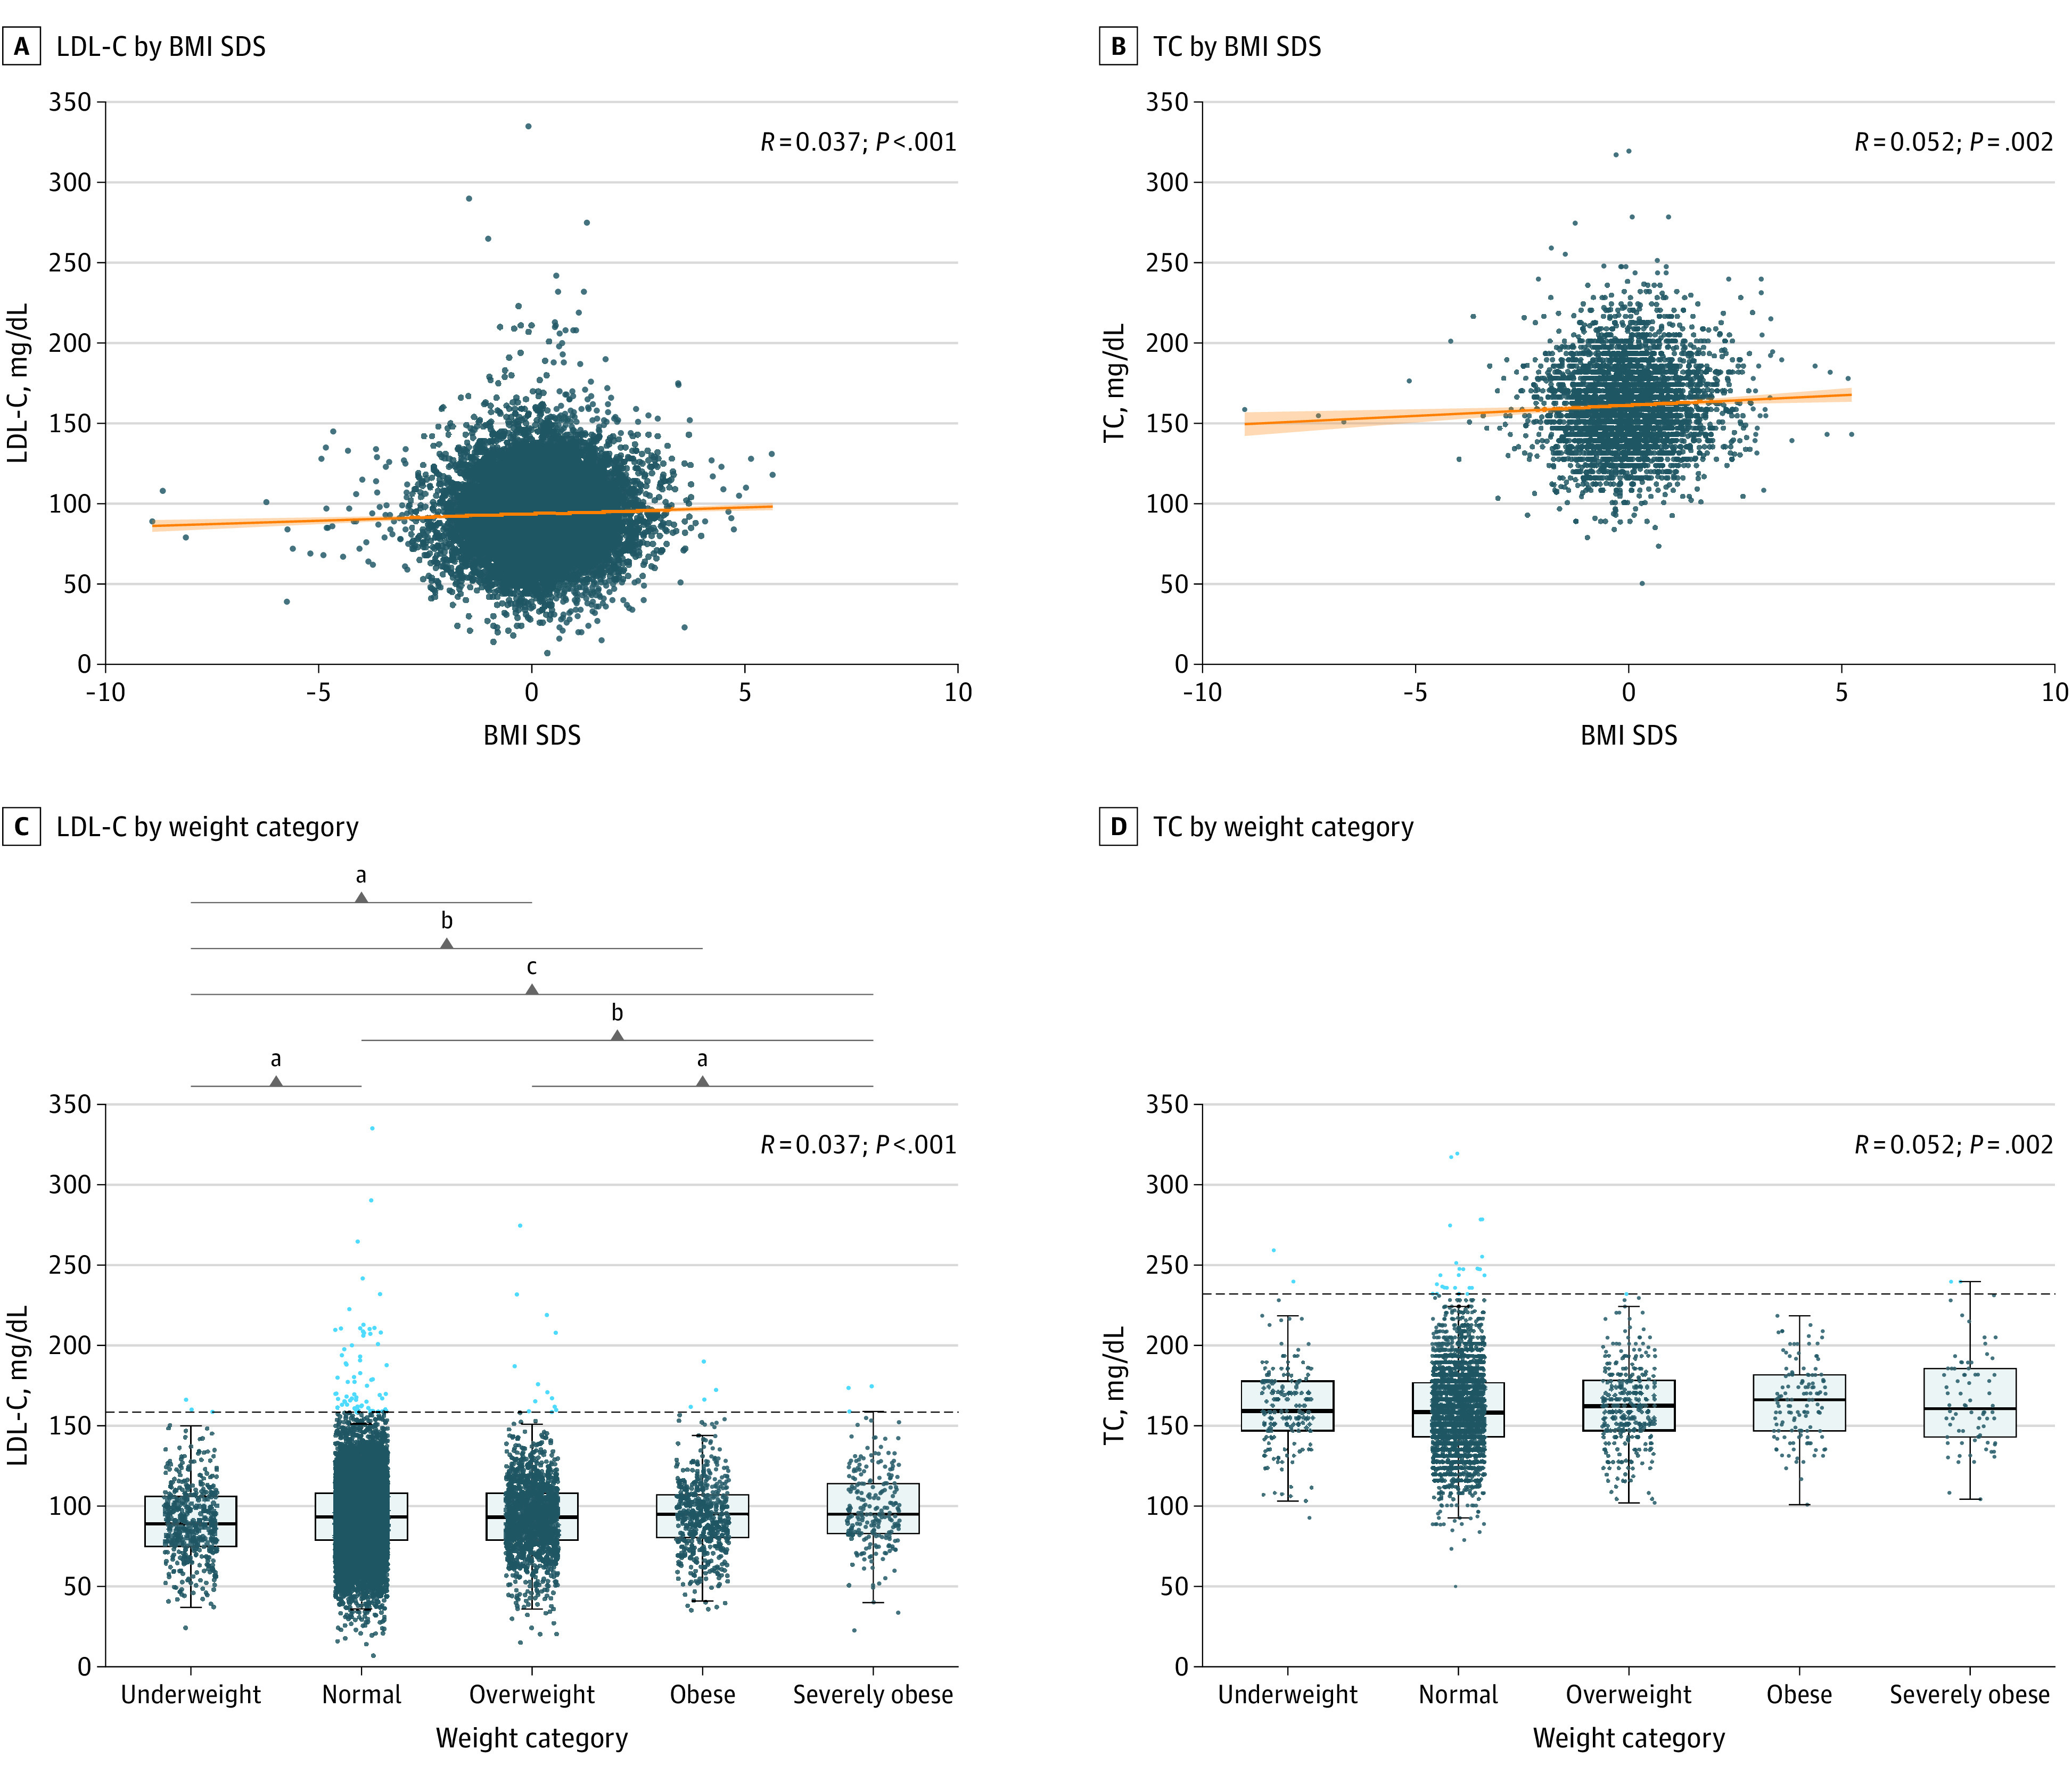 A LDL-C by BMI SDS
350
300
250
200
150
100
50
0
LDL-C, mg/dL
R=0.037; P<.001
-10 -5 0 5 10
BMI SDS
B TC by BMI SDS
350
300
250
200
150
100
50
0
TC, mg/dL
R=0.052; P=.002
-10 -5 0 5 10
BMI SDS
C LDL-C by weight category
a
b
c
b
a a
350
300
250
200
150
100
50
0
LDL-C, mg/dL
R=0.037; P<.001
Underweight Normal Overweight Obese Severely obese
Weight category
D TC by weight category
350
300
250
200
150
100
50
0
TC, mg/dL
R=0.052; P=.002
Underweight Normal Overweight Obese Severely obese
Weight category